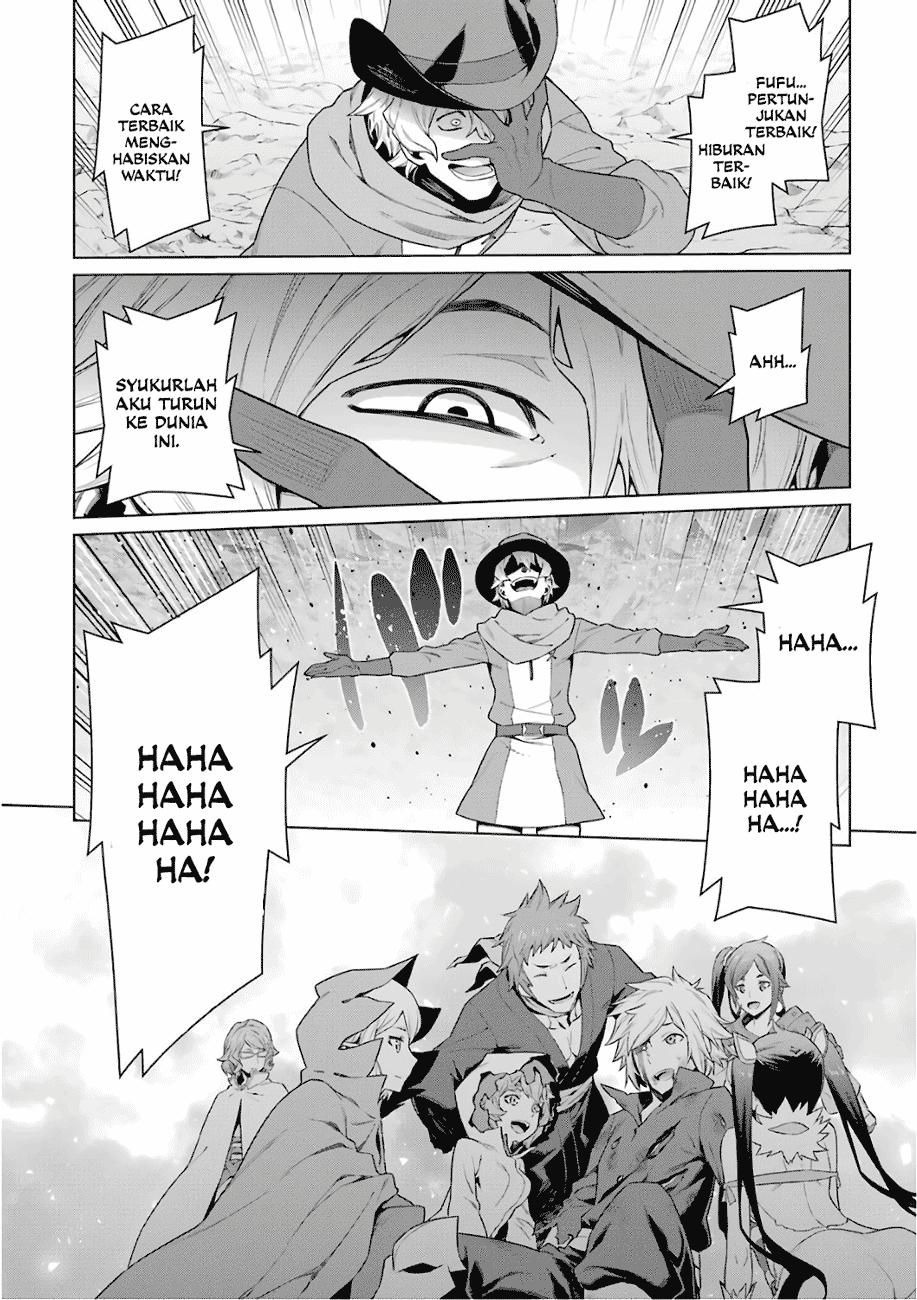 FUFU...
PERTUN-
JUKAN
TERBAIK!
HIBURAN
TER-
BAIK!
CARA
TERBAIK
MENG-
HABISKAN
WAKTU!
AHH...
SYUKURLAH
AKU TURUN
KE DUNIA
INI.
HAHA...
HAHA
HAHA
HA...!
HAHA
HAHA
HAHA
HA!